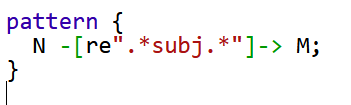 pattern {
  N -[re".*subj.*"]-> M;
}